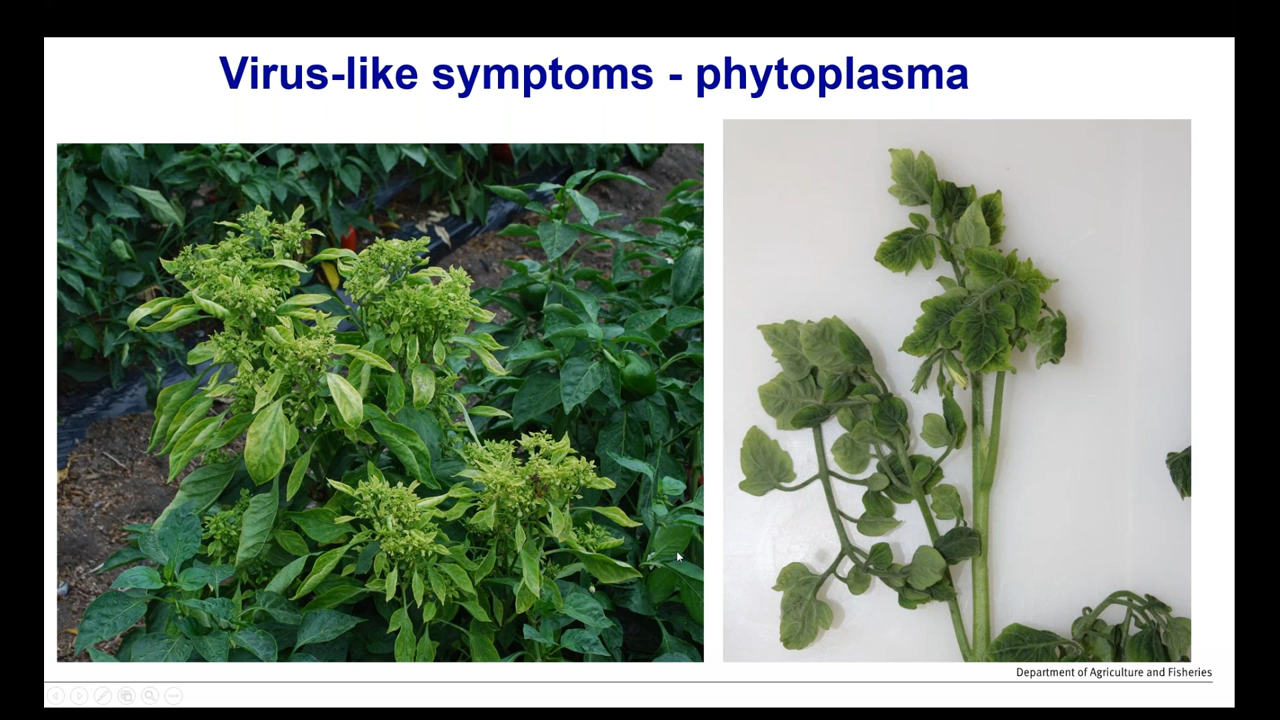 Virus-like symptoms - phytoplasma
Department of Agriculture and Fisheries